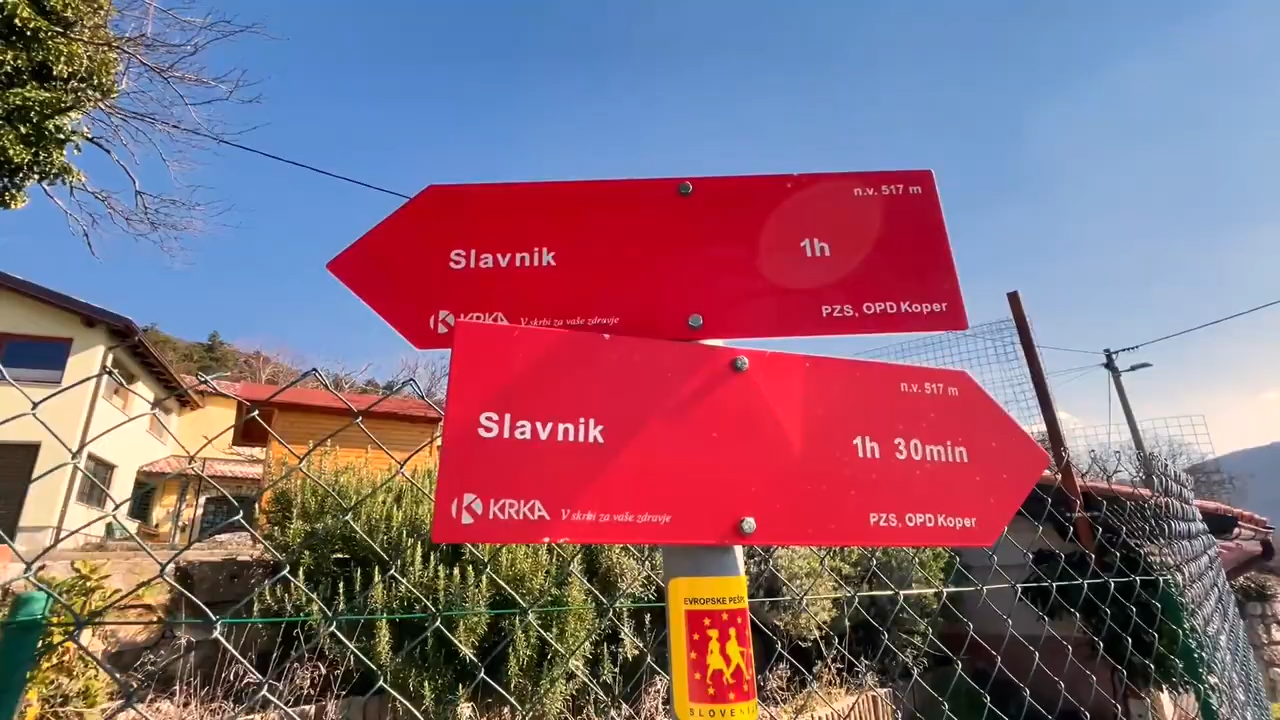 n.v. 517 m
Slavnik
1h
KRKA V skrbi za vaše zdravje
PZS, OPD Koper
n.v. 517 m
Slavnik
1h 30min
KRKA V skrbi za vaše zdravje
PZS, OPD Koper
EVROPSKE
SLOVENIJA